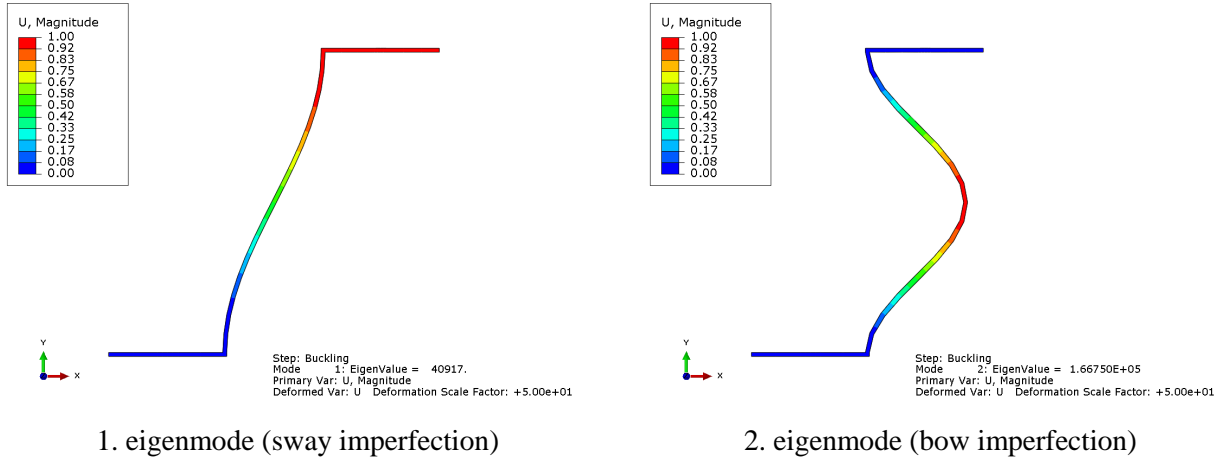 U, Magnitude
1.00
0.92
0.83
0.75
0.67
0.58
0.50
0.42
0.33
0.25
0.17
0.08
0.00
Y
X
Step: Buckling
Mode 1: EigenValue = 40917.
Primary Var: U, Magnitude
Deformed Var: U Deformation Scale Factor: +5.00e+01
1. eigenmode (sway imperfection)
U, Magnitude
1.00
0.92
0.83
0.75
0.67
0.58
0.50
0.42
0.33
0.25
0.17
0.08
0.00
Y
X
Step: Buckling
Mode 2: EigenValue = 1.66750E+05
Primary Var: U, Magnitude
Deformed Var: U Deformation Scale Factor: +5.00e+01
2. eigenmode (bow imperfection)